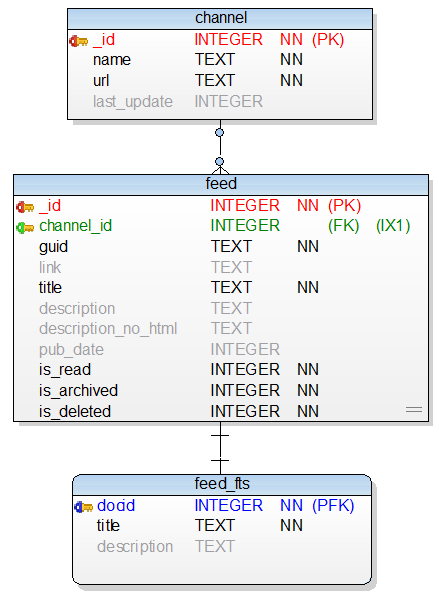 channel
_id INTEGER NN (PK)
name TEXT NN
url TEXT NN
last_update INTEGER
feed
_id INTEGER NN (PK)
channel_id INTEGER (FK) (IX1)
guid TEXT NN
link TEXT
title TEXT NN
description TEXT
description_no_html TEXT
pub_date INTEGER
is_read INTEGER NN
is_archived INTEGER NN
is_deleted INTEGER NN
feed_fts
docid INTEGER NN (PFK)
title TEXT NN
description TEXT